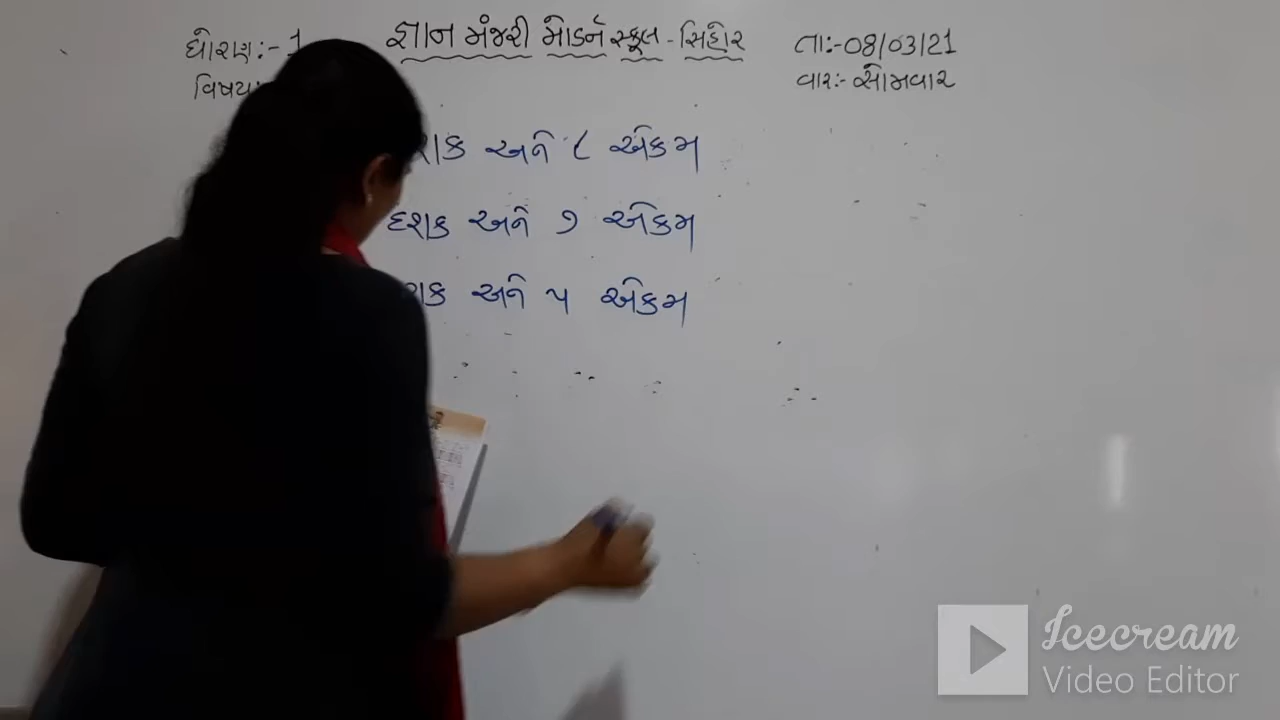 ધોરણ:- 1 જ્ઞાન મંજરી મોડર્ન સ્કૂલ - સિહોર તા:- 08/03/21
વિષય વાર:- સોમવાર
અને ૮ એકમ
દશક અને ૭ એકમ
અને ૫ એકમ
Icecream
Video Editor